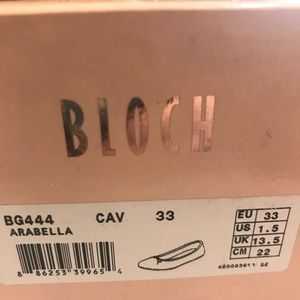 BLOCH
BG444 CAV 33
ARABELLA
EU 33
US 1.5
UK 13.5
CM 22
8 86253 39965 4